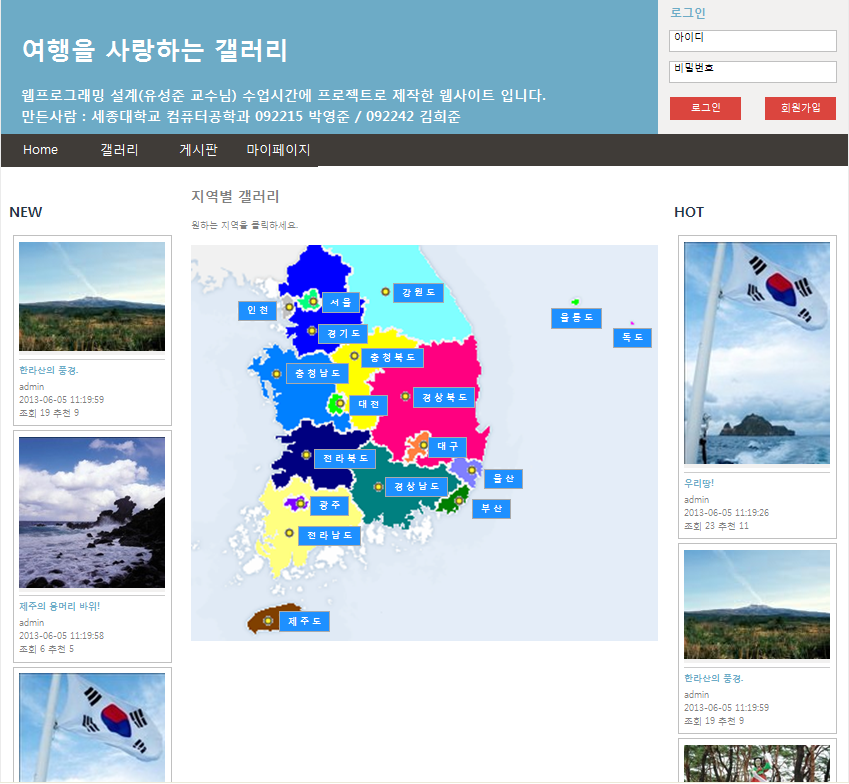 여행을 사랑하는 갤러리
웹프로그래밍 설계(유성준 교수님) 수업시간에 프로젝트로 제작한 웹사이트 입니다.
만든사람 : 세종대학교 컴퓨터공학과 092215 박영준 / 092242 김희준
로그인
아이디
비밀번호
로그인
회원가입
Home
갤러리
게시판
마이페이지
NEW
한라산의 풍경.
admin
2013-06-05 11:19:59
조회 19 추천 9
제주의 용머리 바위!
admin
2013-06-05 11:19:58
조회 6 추천 5
지역별 갤러리
원하는 지역을 클릭하세요.
강원도
서울
인천
울릉도
경기도
독도
충청북도
충청남도
경상북도
대전
대구
전라북도
울산
경상남도
광주
부산
전라남도
제주도
HOT
우리땅!
admin
2013-06-05 11:19:26
조회 23 추천 11
한라산의 풍경.
admin
2013-06-05 11:19:59
조회 19 추천 9